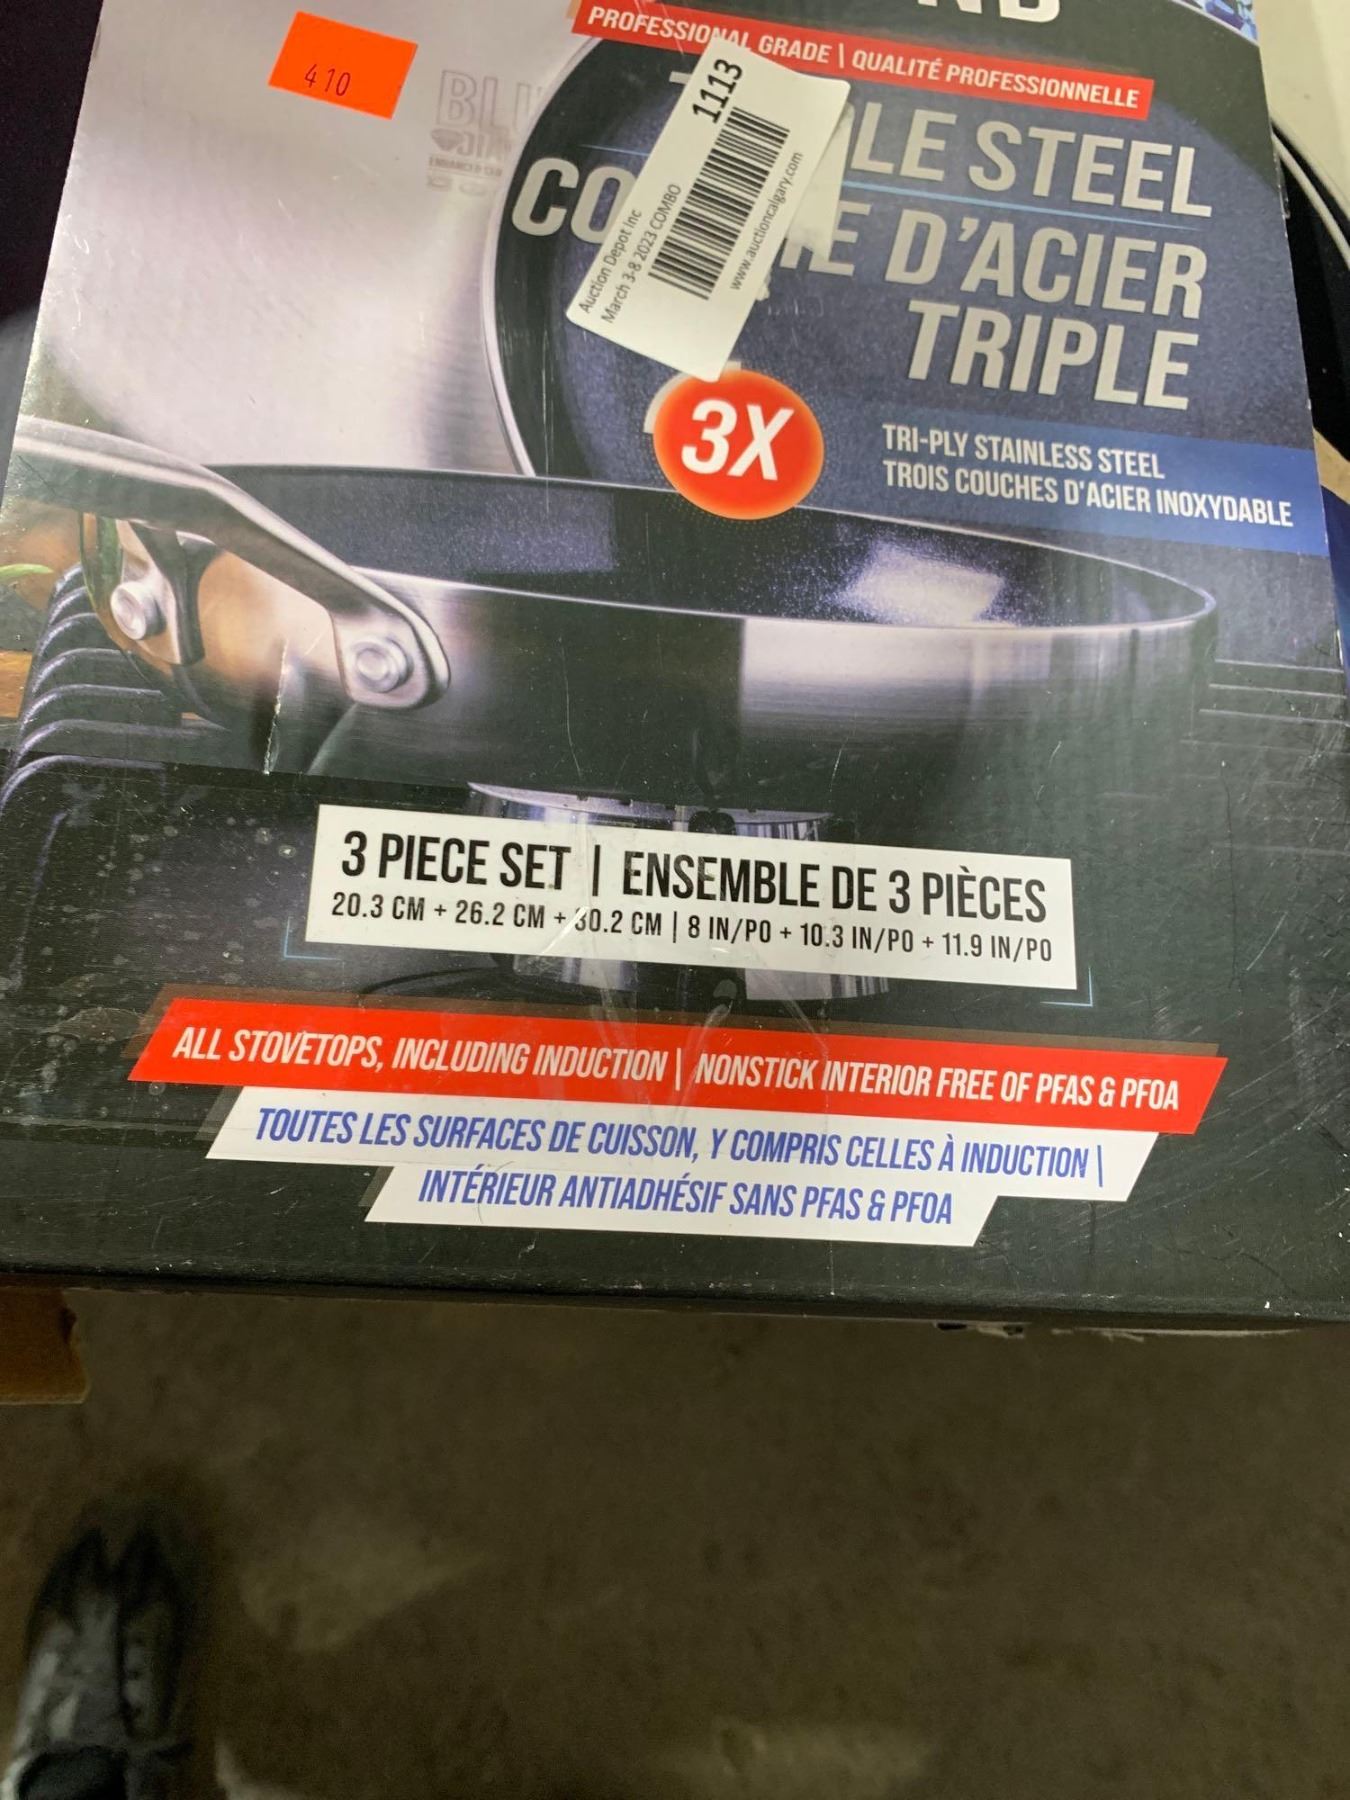 ND
PROFESSIONAL GRADE | QUALITÉ PROFESSIONNELLE
410
1113
Auction Depot Inc
March 3-8 2023 COMBO
www.auctioncalgary.com
LE STEEL
D'ACIER
TRIPLE
3X
TRI-PLY STAINLESS STEEL
TROIS COUCHES D'ACIER INOXYDABLE
3 PIECE SET | ENSEMBLE DE 3 PIÈCES
20.3 CM + 26.2 CM + 30.2 CM | 8 IN/PO + 10.3 IN/PO + 11.9 IN/PO
ALL STOVETOPS, INCLUDING INDUCTION | NONSTICK INTERIOR FREE OF PFAS & PFOA
TOUTES LES SURFACES DE CUISSON, Y COMPRIS CELLES À INDUCTION |
INTÉRIEUR ANTIADHÉSIF SANS PFAS & PFOA